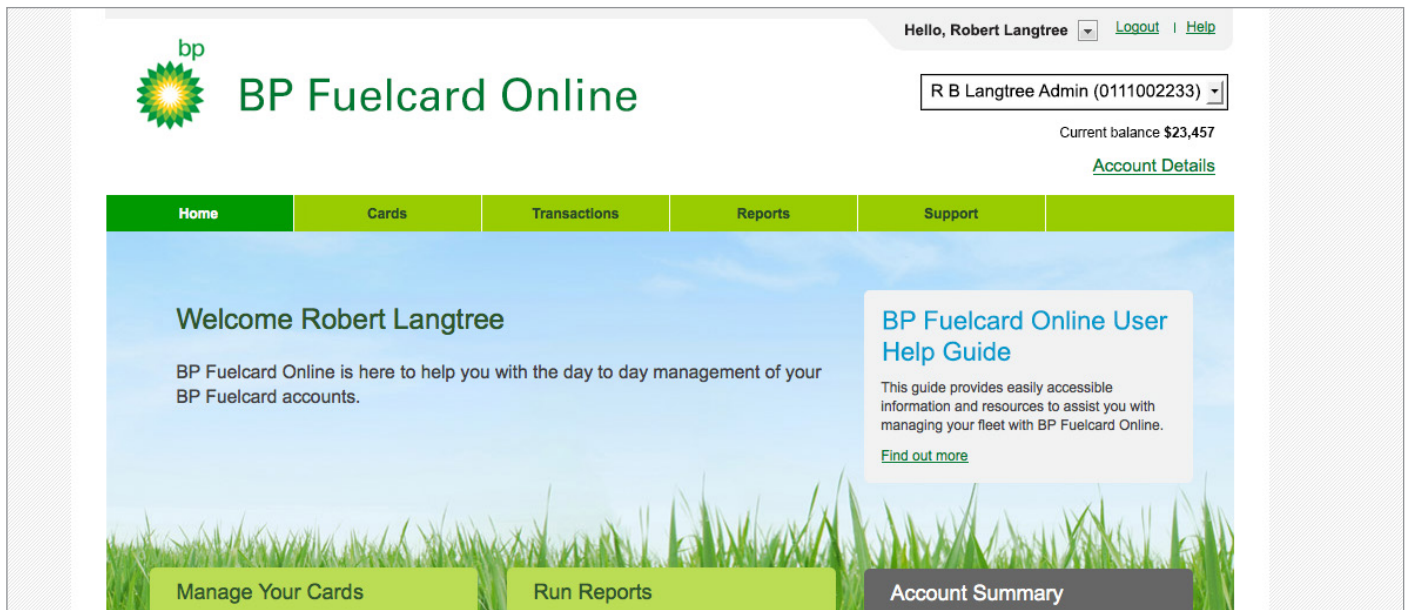 Hello, Robert Langtree Logout | Help
bp
BP Fuelcard Online
R B Langtree Admin (0111002233)
Current balance $23,457
Account Details
Home Cards Transactions Reports Support
Welcome Robert Langtree
BP Fuelcard Online is here to help you with the day to day management of your
BP Fuelcard accounts.
BP Fuelcard Online User
Help Guide
This guide provides easily accessible
information and resources to assist you with
managing your fleet with BP Fuelcard Online.
Find out more
Manage Your Cards
Run Reports
Account Summary